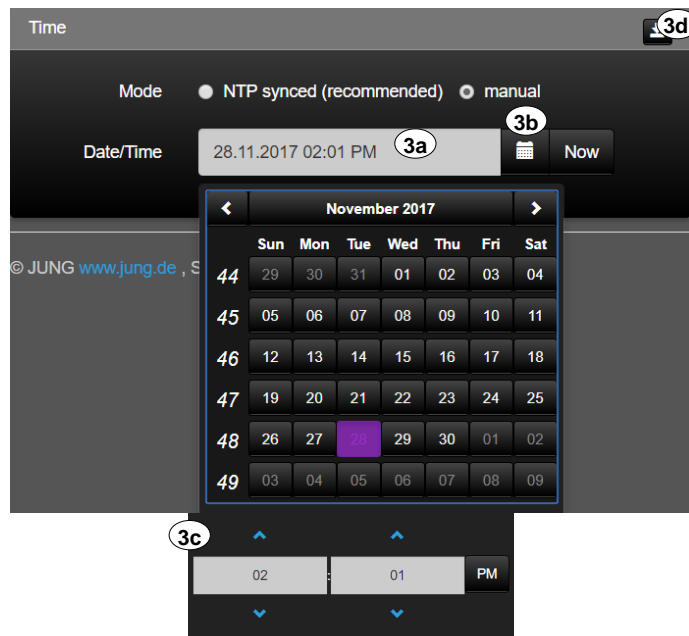 Time
3d
Mode NTP synced (recommended) manual
3b
Date/Time 28.11.2017 02:01 PM 3a Now
November 2017
Sun Mon Tue Wed Thu Fri Sat
© JUNG www.jung.de , S
44 29 30 31 01 02 03 04
45 05 06 07 08 09 10 11
46 12 13 14 15 16 17 18
47 19 20 21 22 23 24 25
48 26 27 28 29 30 01 02
49 03 04 05 06 07 08 09
3c
02 : 01 PM